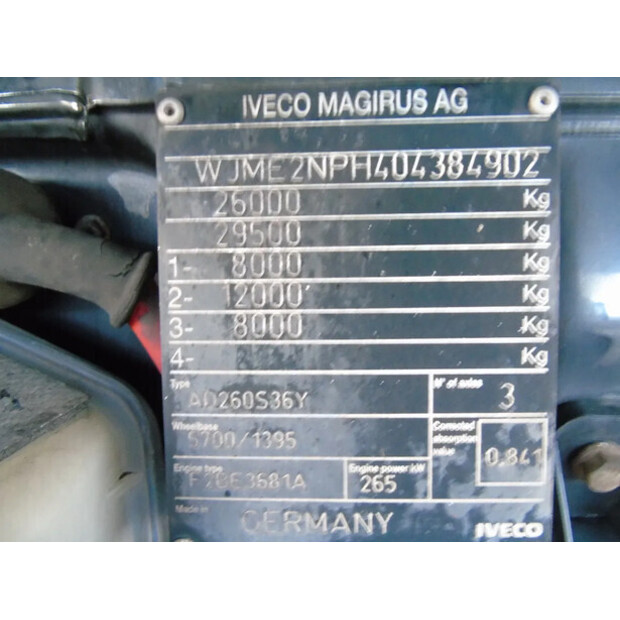 IVECO MAGIRUS AG
WJME2NPH404384902
26000 Kg
29500 Kg
1- 8000 Kg
2- 12000 Kg
3- 8000 Kg
4- Kg
Type AD260S36Y N° of axles 3
Wheelbase 5700/1395 Corrected absorption value 0.841
Engine type F2BE3681A Engine power kW 265
Made in GERMANY IVECO